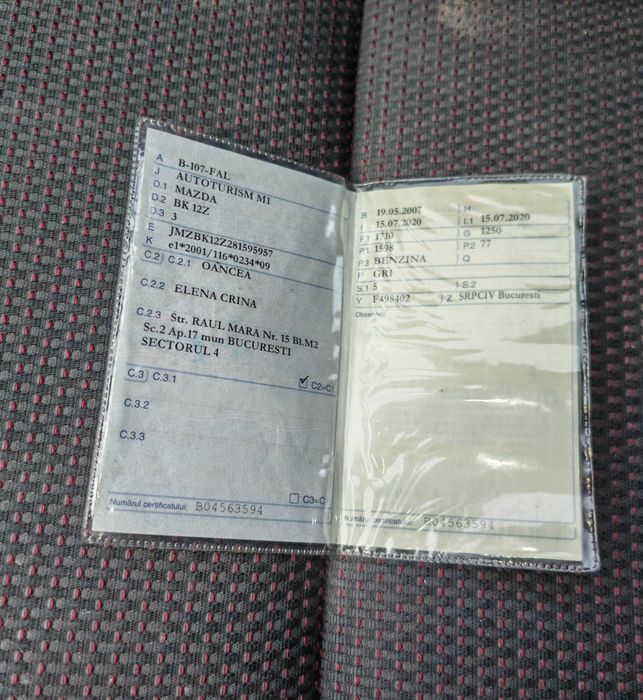 A B-107-FAL
J AUTOTURISM M1
D.1 MAZDA
D.2 BK 12Z
D.3 3
E JMZBK12Z281595957
K e1*2001/116*0234*09
C.2 C.2.1 OANCEA
C.2.2 ELENA CRINA
C.2.3 Str. RAUL MARA Nr. 15 Bl.M2
Sc.2 Ap.17 mun BUCURESTI
SECTORUL 4
C.3 C.3.1 C2=C1
C.3.2
C.3.3
C3=C
Numărul certificatului: B04563594
B 19.05.2007 H
I 15.07.2020 I.1 15.07.2020
F.1 1710 G 1250
P.1 1598 P.2 77
P.3 BENZINA Q
GRI
S.1 5 S.2
Y F498402 Z SRPCIV Bucuresti
Numărul certificatului: B04563594